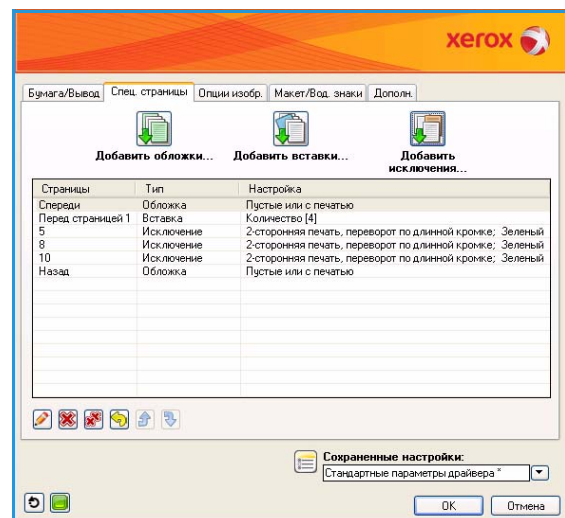 xerox
Бумага/Вывод Спец. страницы Опции изобр. Макет/Вод. знаки Дополн.
Добавить обложки... Добавить вставки... Добавить исключения...
Страницы Тип Настройка
Спереди Обложка Пустые или с печатью
Перед страницей 1 Вставка Количество [4]
5 Исключение 2-сторонняя печать, переворот по длинной кромке; Зеленый
8 Исключение 2-сторонняя печать, переворот по длинной кромке; Зеленый
10 Исключение 2-сторонняя печать, переворот по длинной кромке; Зеленый
Назад Обложка Пустые или с печатью
Сохраненные настройки:
Стандартные параметры драйвера *
OK Отмена